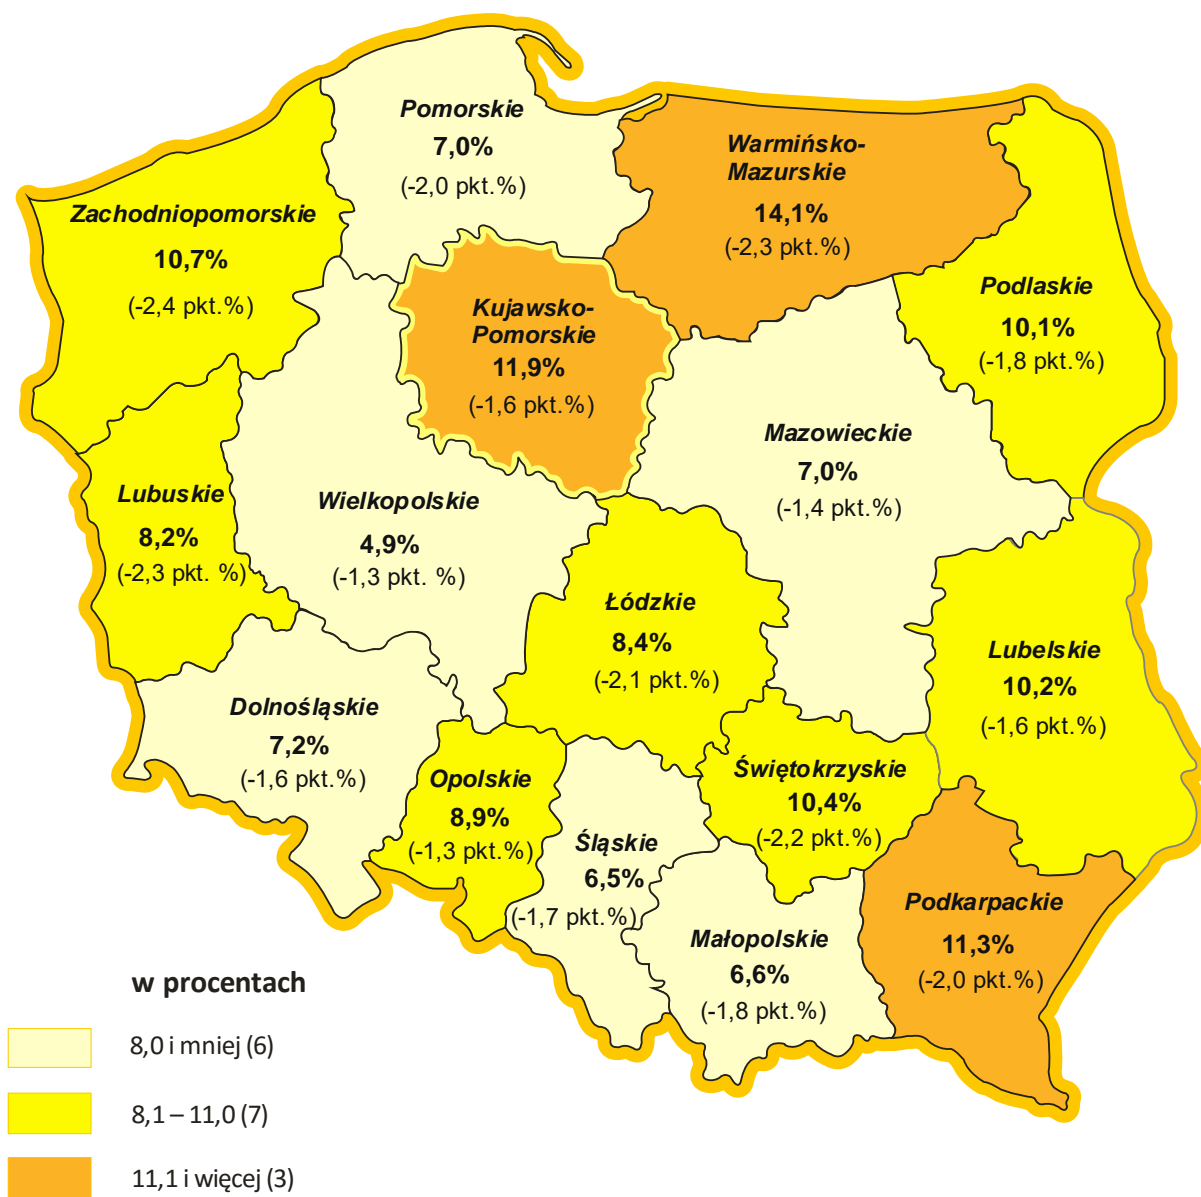 Pomorskie
7,0%
(-2,0 pkt.%)
Warmińsko-
Mazurskie
14,1%
(-2,3 pkt.%)
Zachodniopomorskie
10,7%
(-2,4 pkt.%)
Kujawsko-
Pomorskie
11,9%
(-1,6 pkt.%)
Podlaskie
10,1%
(-1,8 pkt.%)
Mazowieckie
7,0%
(-1,4 pkt.%)
Lubuskie
8,2%
(-2,3 pkt. %)
Wielkopolskie
4,9%
(-1,3 pkt. %)
Łódzkie
8,4%
(-2,1 pkt.%)
Lubelskie
10,2%
(-1,6 pkt.%)
Dolnośląskie
7,2%
(-1,6 pkt.%)
Opolskie
8,9%
(-1,3 pkt.%)
Świętokrzyskie
10,4%
(-2,2 pkt.%)
Śląskie
6,5%
(-1,7 pkt.%)
Małopolskie
6,6%
(-1,8 pkt.%)
Podkarpackie
11,3%
(-2,0 pkt.%)
w procentach
8,0 i mniej (6)
8,1 – 11,0 (7)
11,1 i więcej (3)